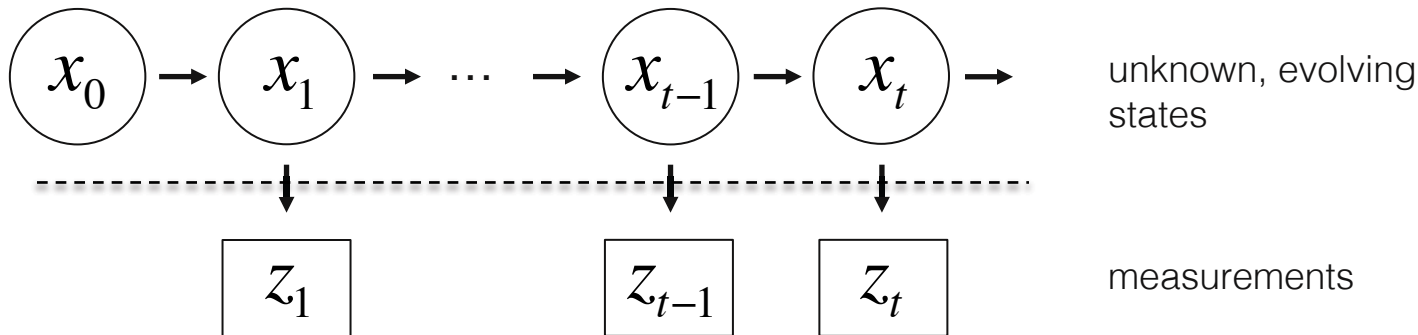 x₀ x₁ ⋯ xₜ₋₁ xₜ unknown, evolving
states
z₁ zₜ₋₁ zₜ measurements